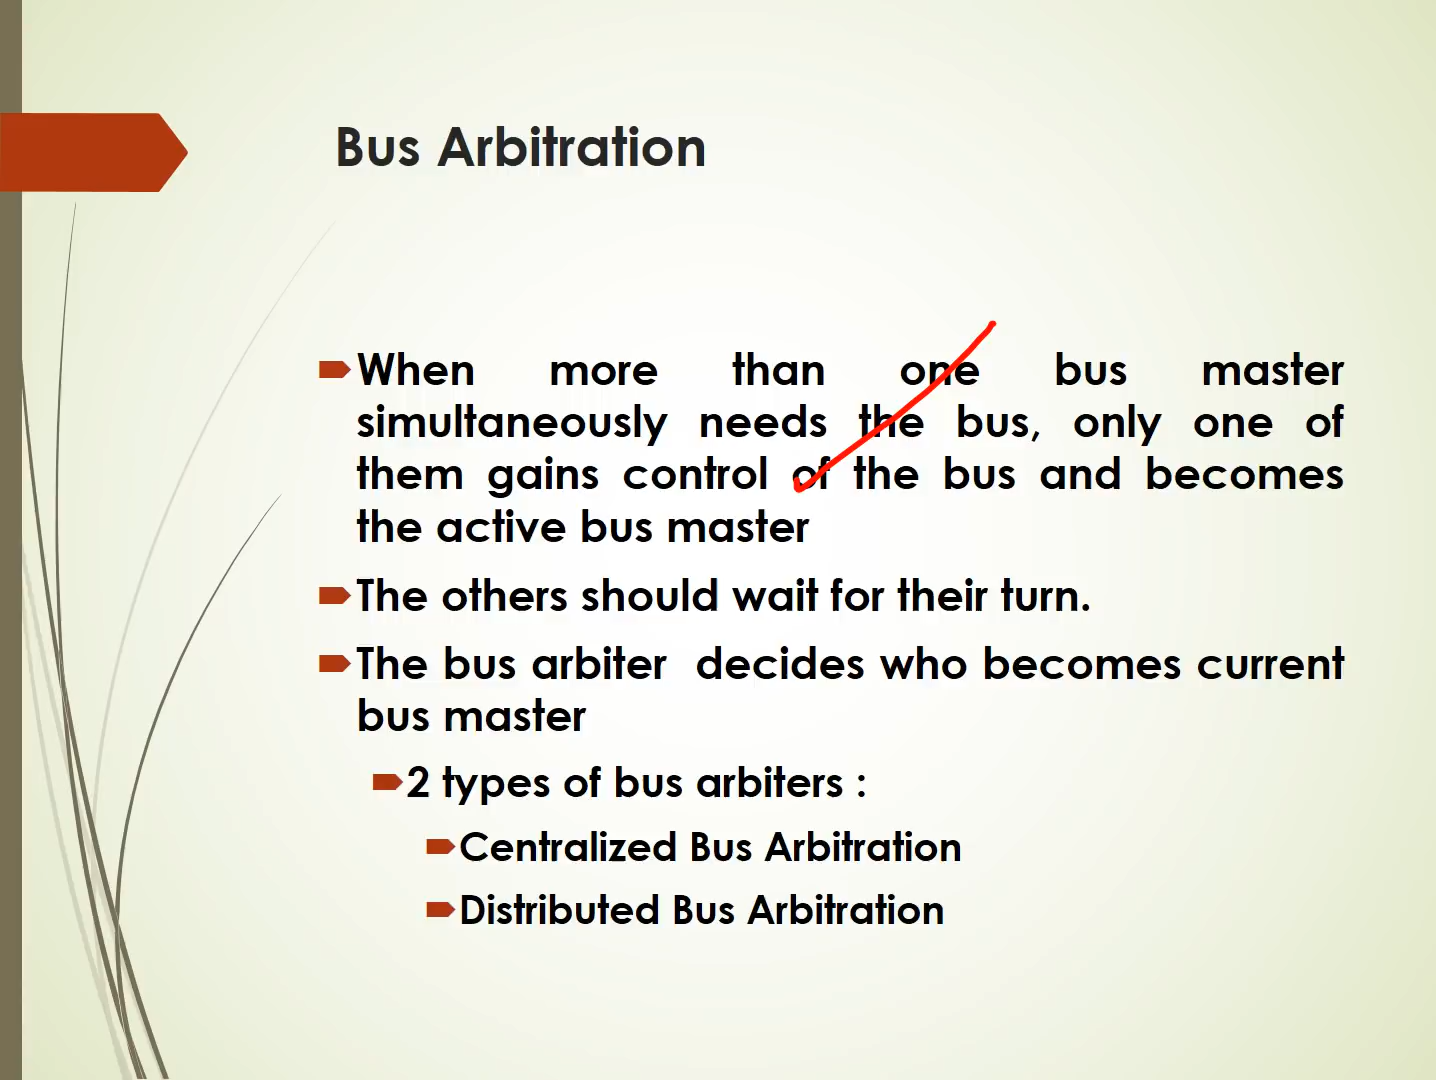 Bus Arbitration
When more than one bus master
simultaneously needs the bus, only one of
them gains control of the bus and becomes
the active bus master
The others should wait for their turn.
The bus arbiter decides who becomes current
bus master
2 types of bus arbiters :
Centralized Bus Arbitration
Distributed Bus Arbitration